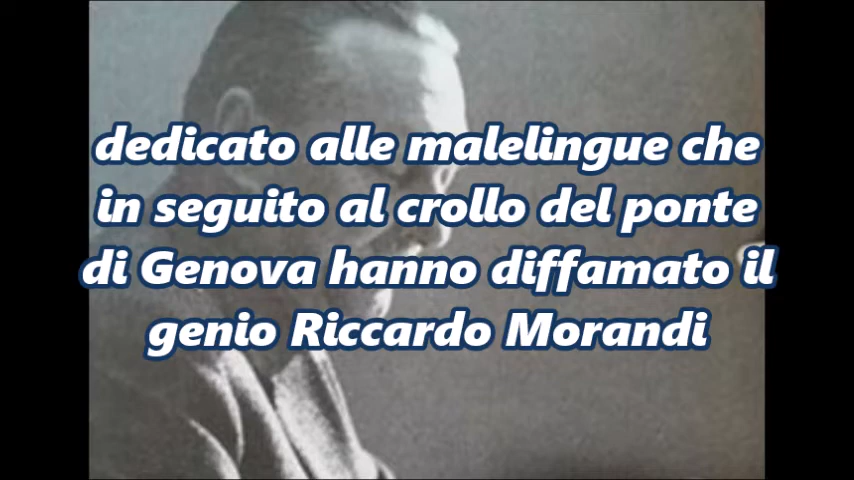 dedicato alle malelingue che
in seguito al crollo del ponte
di Genova hanno diffamato il
genio Riccardo Morandi